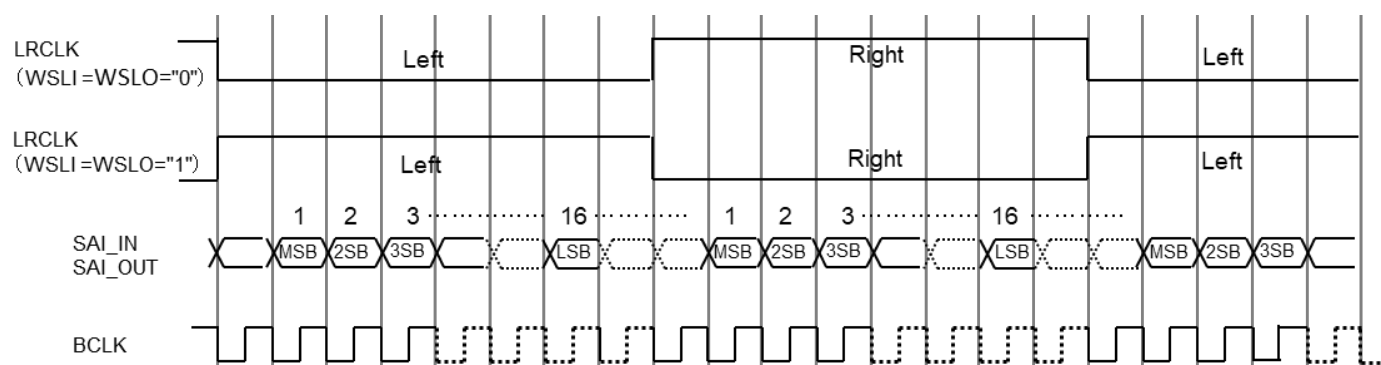 LRCLK
（WSLI =WSLO="0"）
Left
Right
Left
LRCLK
（WSLI =WSLO="1"）
Left
Right
Left
1 2 3 ············ 16 ············ 1 2 3 ············ 16 ············
SAI_IN
SAI_OUT
MSB 2SB 3SB LSB MSB 2SB 3SB LSB MSB 2SB 3SB
BCLK